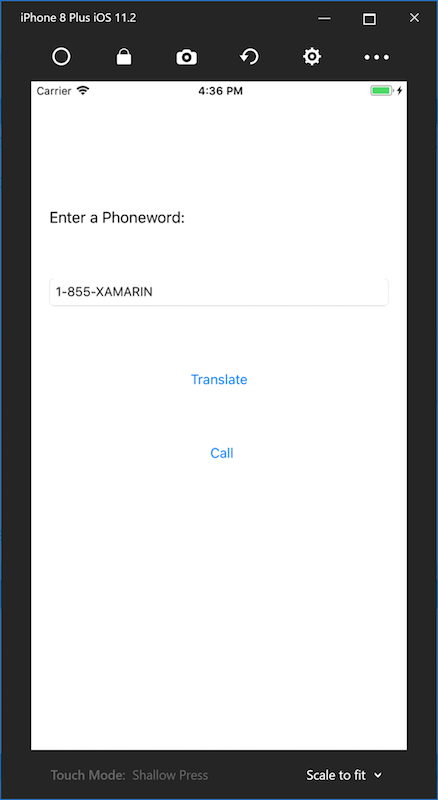 iPhone 8 Plus iOS 11.2
Carrier 4:36 PM
Enter a Phoneword:
1-855-XAMARIN
Translate
Call
Touch Mode: Shallow Press Scale to fit